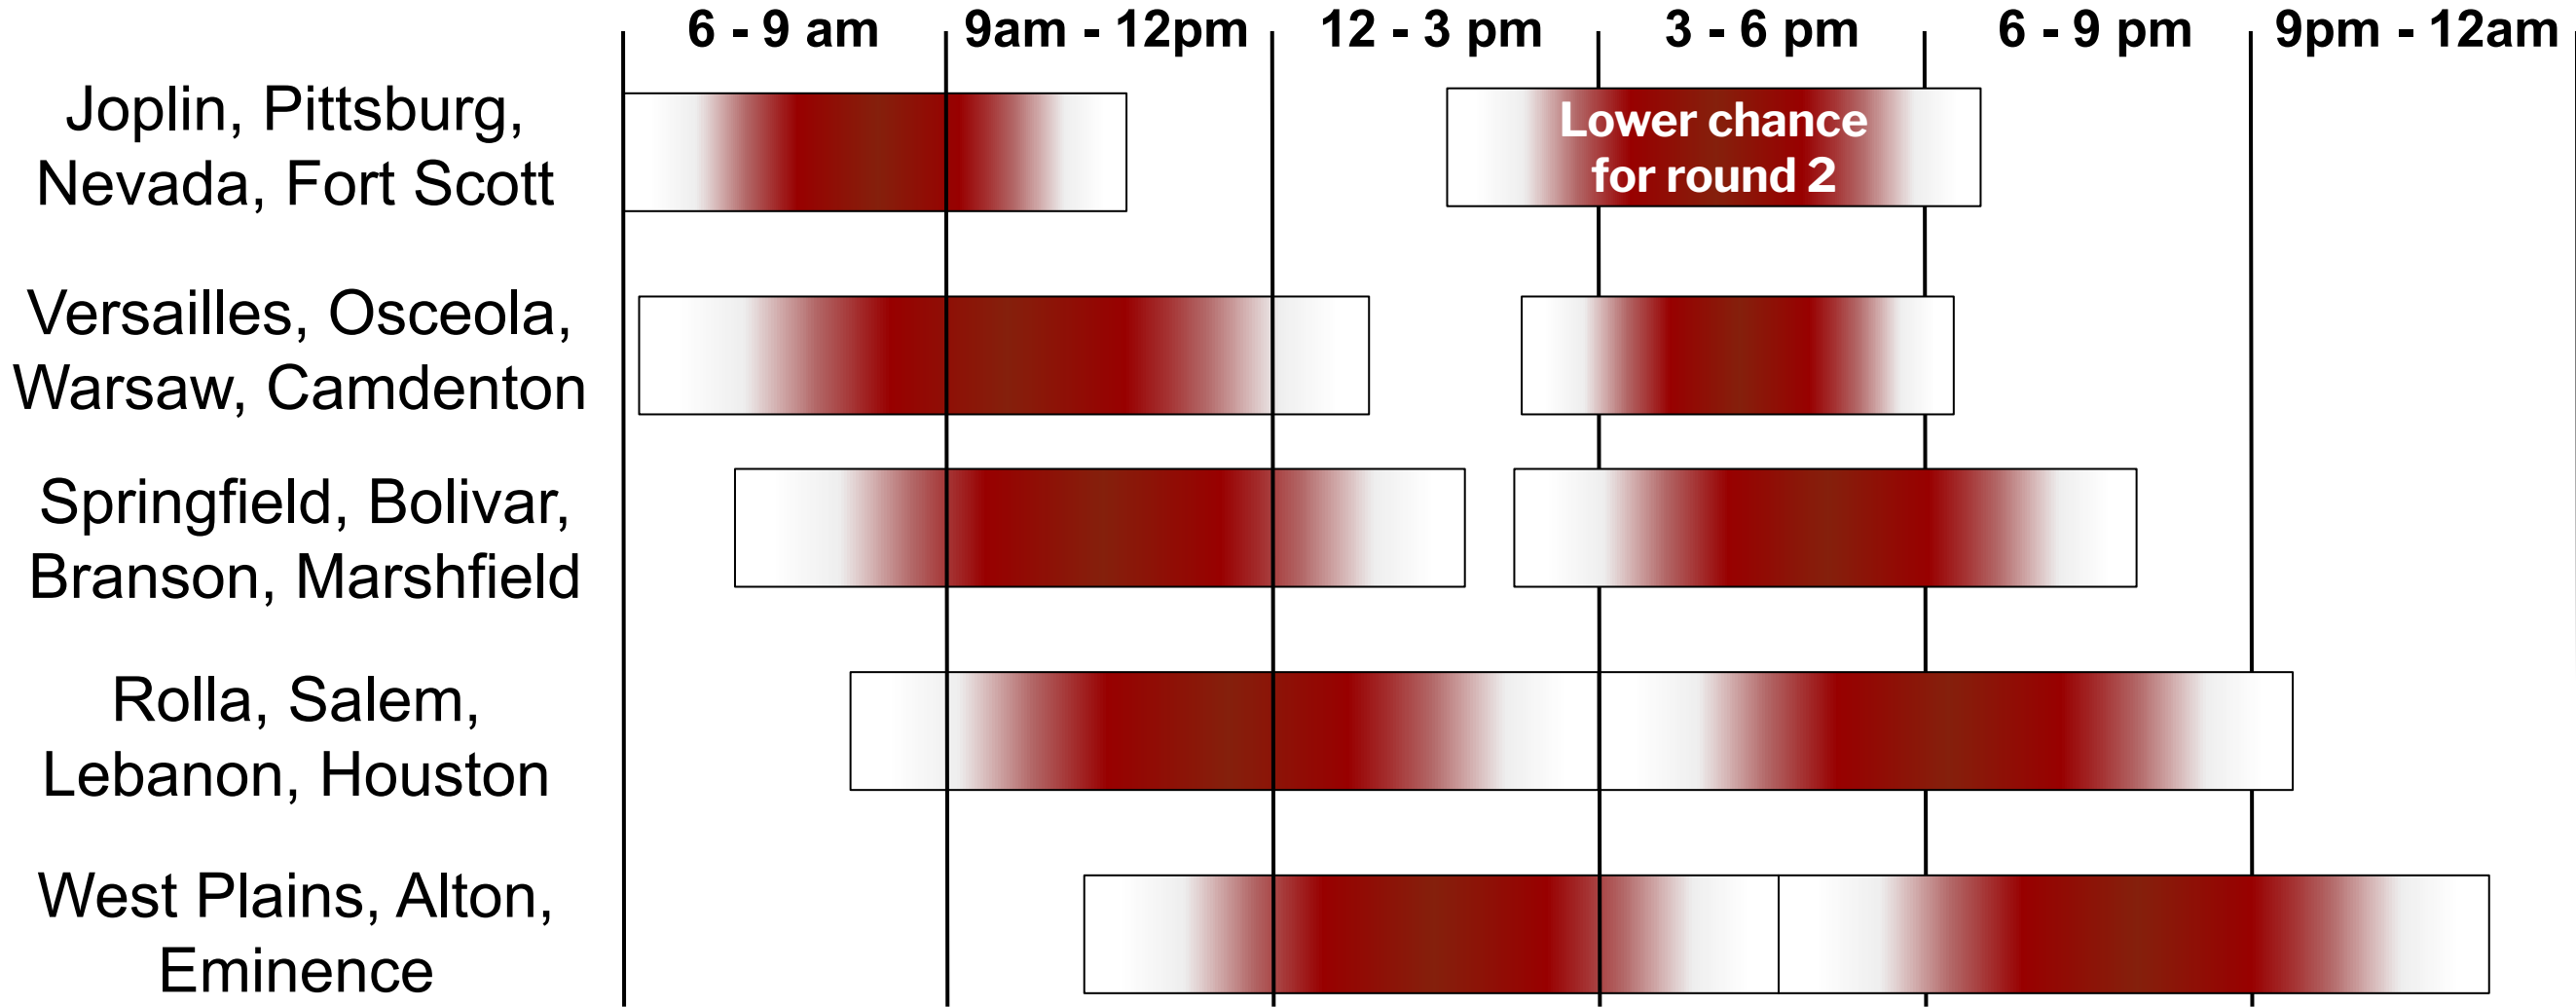 6 - 9 am
9am - 12pm
12 - 3 pm
3 - 6 pm
6 - 9 pm
9pm - 12am
Joplin, Pittsburg,
Nevada, Fort Scott
Lower chance
for round 2
Versailles, Osceola,
Warsaw, Camdenton
Springfield, Bolivar,
Branson, Marshfield
Rolla, Salem,
Lebanon, Houston
West Plains, Alton,
Eminence